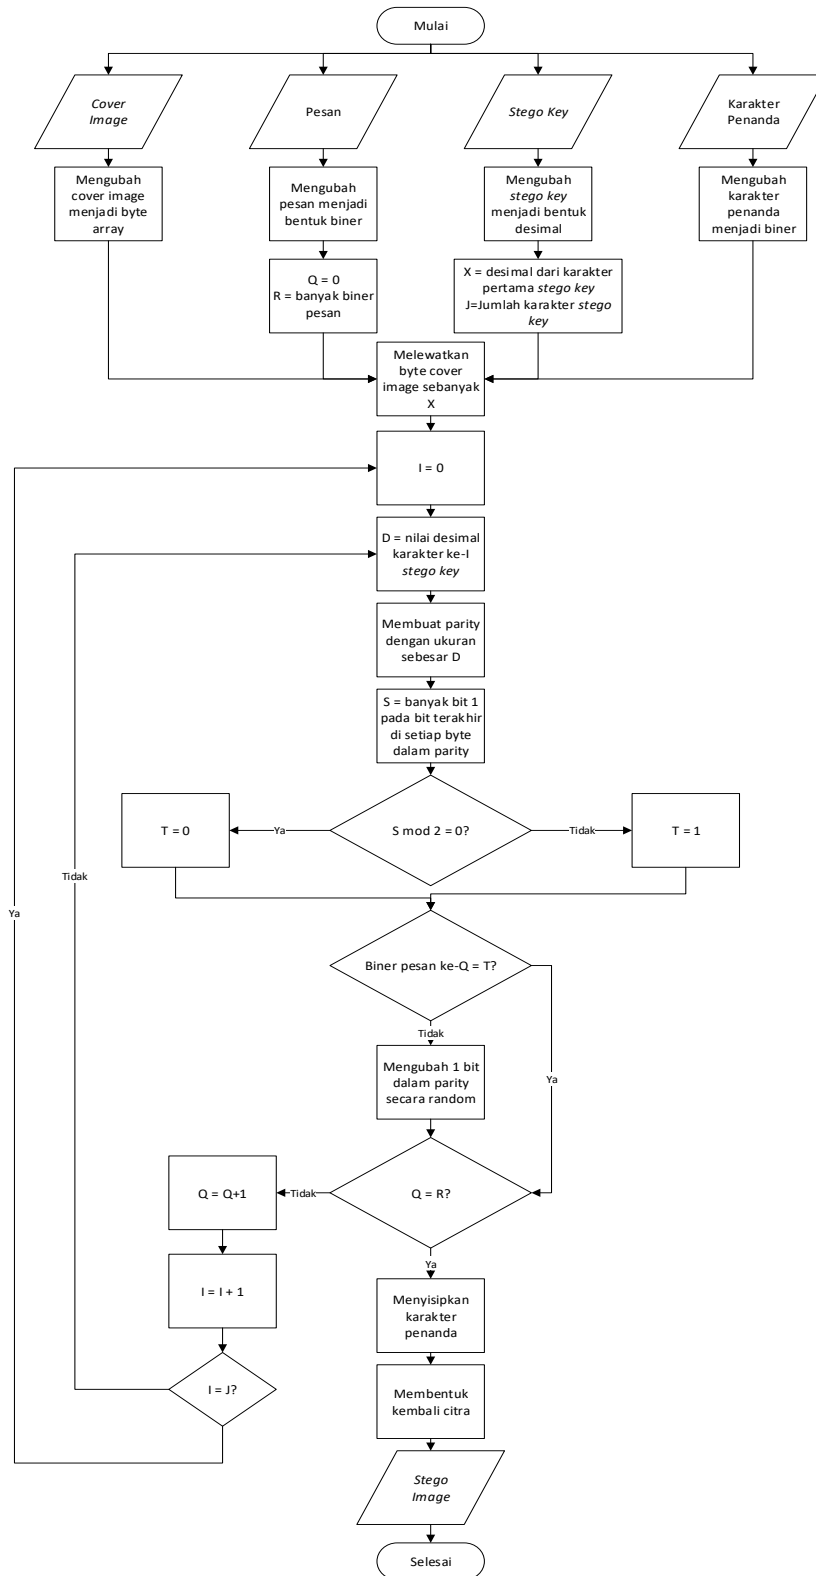 Mulai
Cover
Image
Pesan
Stego Key
Karakter
Penanda
Mengubah
cover image
menjadi byte
array
Mengubah
pesan menjadi
bentuk biner
Mengubah
stego key
menjadi bentuk
desimal
Mengubah
karakter
penanda
menjadi biner
Q = 0
R = banyak biner
pesan
X = desimal dari karakter
pertama stego key
J=Jumlah karakter stego
key
Melewatkan
byte cover
image sebanyak
X
I = 0
D = nilai desimal
karakter ke-I
stego key
Membuat parity
dengan ukuran
sebesar D
S = banyak bit 1
pada bit terakhir
di setiap byte
dalam parity
T = 0
Ya
S mod 2 = 0?
Tidak
T = 1
Tidak
Ya
Biner pesan ke-Q = T?
Tidak
Mengubah 1 bit
dalam parity
secara random
Ya
Q = Q+1
Tidak
Q = R?
Ya
I = I + 1
Menyisipkan
karakter
penanda
I = J?
Membentuk
kembali citra
Stego
Image
Selesai